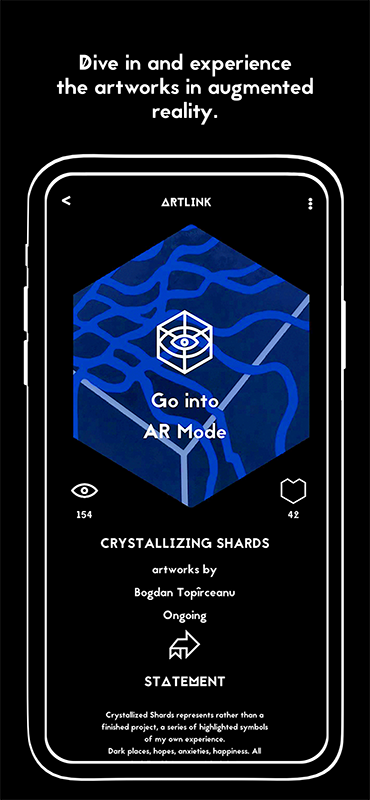 Dive in and experience
the artworks in augmented
reality.
<
ARTLINK
Go into
AR Mode
154
42
CRYSTALLIZING SHARDS
artworks by
Bogdan Topîrceanu
Ongoing
STATEMENT
Crystallized Shards represents rather than a
finished project, a series of highlighted symbols
of my own experience.
Dark places, hopes, anxieties, happiness. All